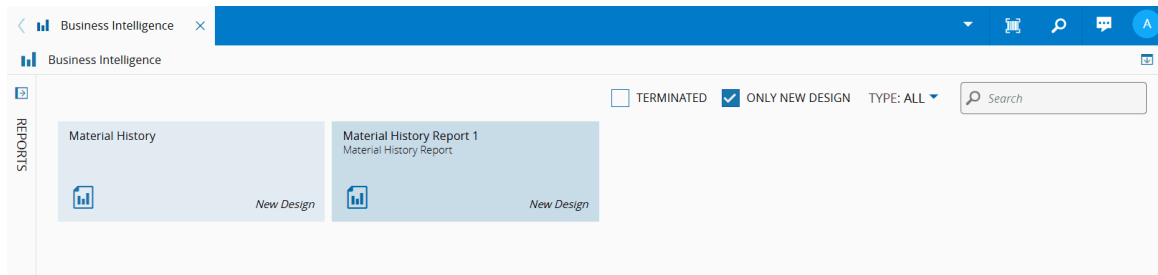 Business Intelligence
A
Business Intelligence
TERMINATED ONLY NEW DESIGN TYPE: ALL Search
REPORTS
Material History
New Design
Material History Report 1
Material History Report
New Design